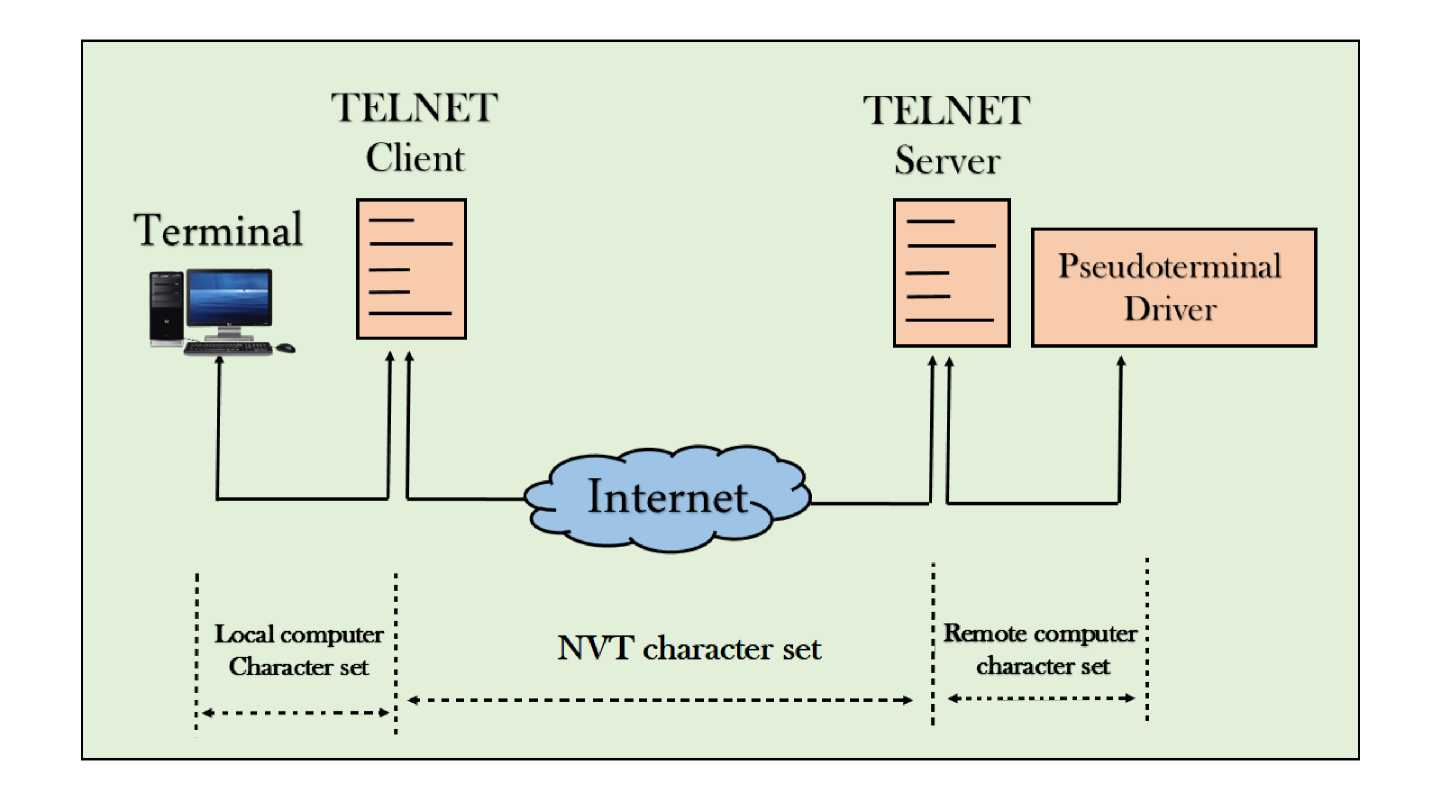 TELNET
Client
TELNET
Server
Terminal
Pseudoterminal
Driver
Internet
Local computer
Character set
NVT character set
Remote computer
character set